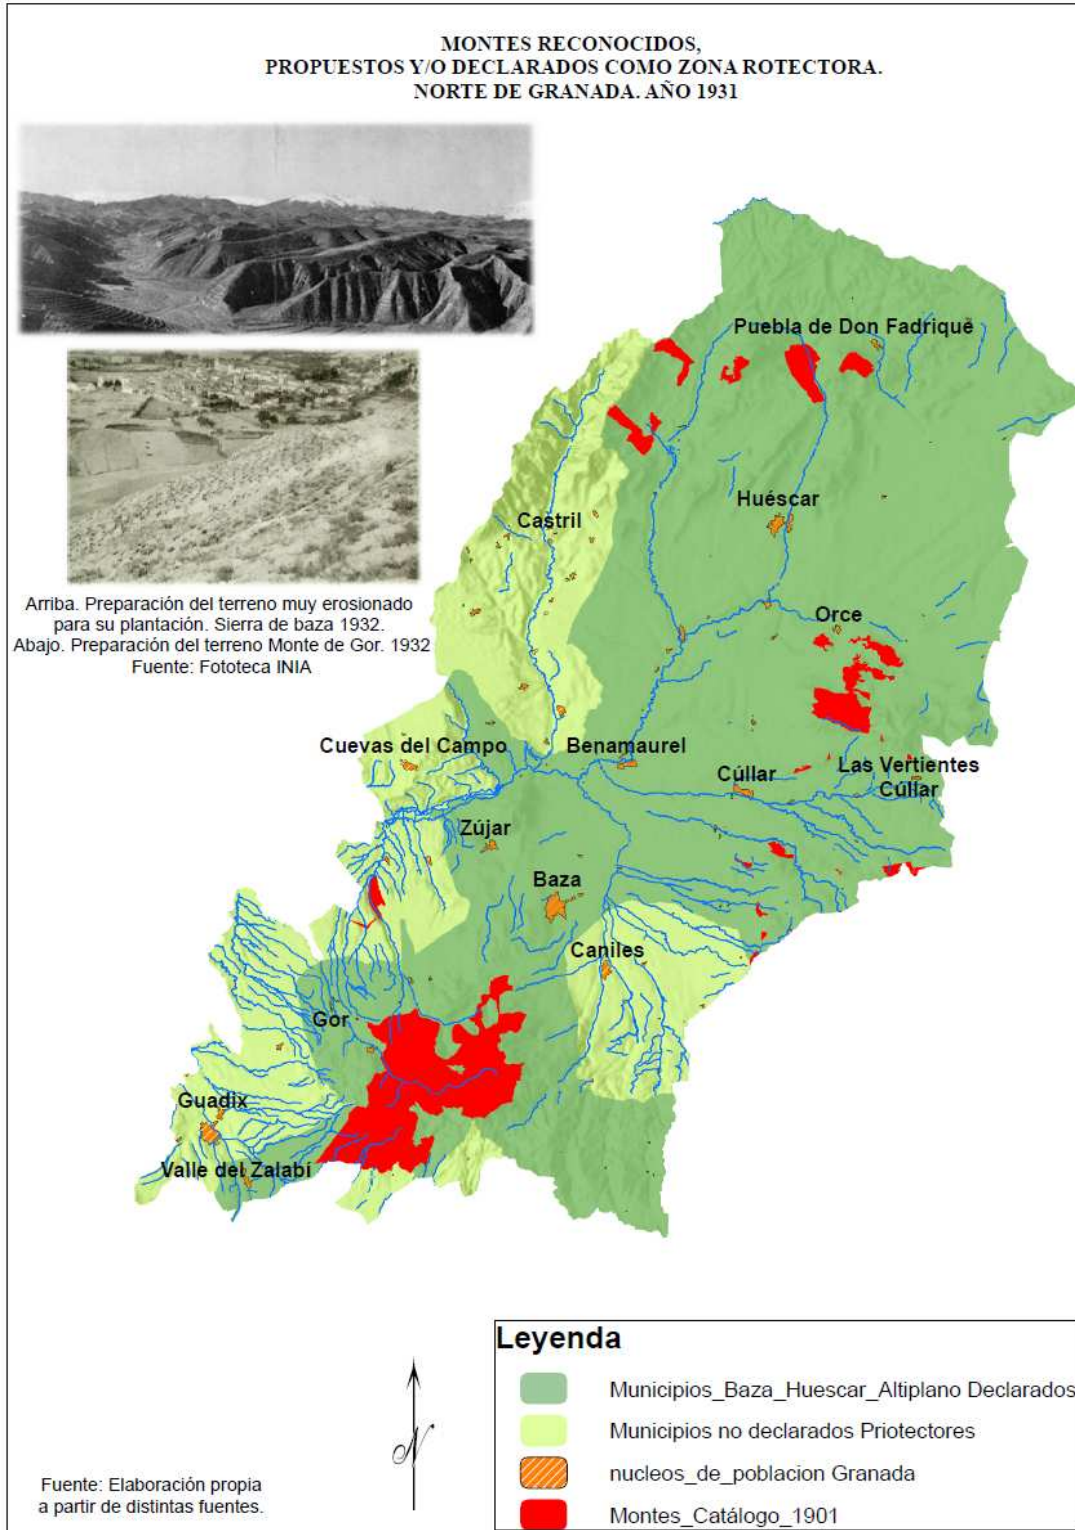 MONTES RECONOCIDOS,
PROPUESTOS Y/O DECLARADOS COMO ZONA ROTECTORA.
NORTE DE GRANADA. AÑO 1931
Arriba. Preparación del terreno muy erosionado
para su plantación. Sierra de baza 1932.
Abajo. Preparación del terreno Monte de Gor. 1932
Fuente: Fototeca INIA
Puebla de Don Fadrique
Huéscar
Castril
Orce
Cuevas del Campo
Benamaurel
Cúllar
Las Vertientes
Cúllar
Zújar
Baza
Caniles
Gor
Guadix
Valle del Zalabí
Leyenda
Municipios_Baza_Huescar_Altiplano Declarados
Municipios no declarados Priotectores
nucleos_de_poblacion Granada
Montes_Catálogo_1901
N
Fuente: Elaboración propia
a partir de distintas fuentes.